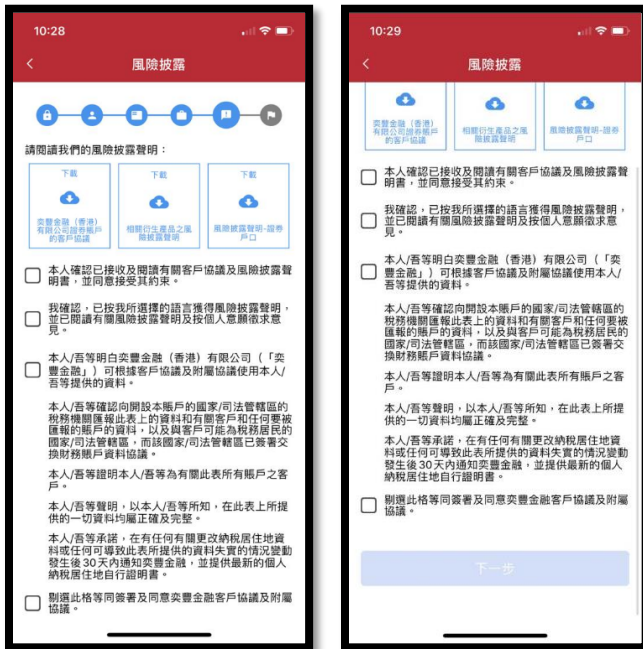 10:28
風險披露
請閱讀我們的風險披露聲明：
下載
下載
下載
奕豐金融（香港）
有限公司證券賬戶
的客戶協議
相關衍生產品之風
險披露聲明
風險披露聲明-證券
戶口
本人確認已接收及閱讀有關客戶協議及風險披露聲
明書，並同意接受其約束。
我確認，已按我所選擇的語言獲得風險披露聲明，
並已閱讀有關風險披露聲明及按個人意願徵求意
見。
本人/吾等明白奕豐金融（香港）有限公司（「奕
豐金融」）可根據客戶協議及附屬協議使用本人/
吾等提供的資料。
本人/吾等確認向開設本賬戶的國家/司法管轄區的
稅務機關匯報此表上的資料和有關客戶和任何要被
匯報的賬戶的資料，以及與客戶可能為稅務居民的
國家/司法管轄區，而該國家/司法管轄區已簽署交
換財務賬戶資料協議。
本人/吾等證明本人/吾等為有關此表所有賬戶之客
戶。
本人/吾等聲明，以本人/吾等所知，在此表上所提
供的一切資料均屬正確及完整。
本人/吾等承諾，在有任何有關更改納稅居住地資
料或任何可導致此表所提供的資料失實的情況變動
發生後30天內通知奕豐金融，並提供最新的個人
納稅居住地自行證明書。
剔選此格等同簽署及同意奕豐金融客戶協議及附屬
協議。
10:29
風險披露
奕豐金融（香港）
有限公司證券賬戶
的客戶協議
相關衍生產品之風
險披露聲明
風險披露聲明-證券
戶口
本人確認已接收及閱讀有關客戶協議及風險披露聲
明書，並同意接受其約束。
我確認，已按我所選擇的語言獲得風險披露聲明，
並已閱讀有關風險披露聲明及按個人意願徵求意
見。
本人/吾等明白奕豐金融（香港）有限公司（「奕
豐金融」）可根據客戶協議及附屬協議使用本人/
吾等提供的資料。
本人/吾等確認向開設本賬戶的國家/司法管轄區的
稅務機關匯報此表上的資料和有關客戶和任何要被
匯報的賬戶的資料，以及與客戶可能為稅務居民的
國家/司法管轄區，而該國家/司法管轄區已簽署交
換財務賬戶資料協議。
本人/吾等證明本人/吾等為有關此表所有賬戶之客
戶。
本人/吾等聲明，以本人/吾等所知，在此表上所提
供的一切資料均屬正確及完整。
本人/吾等承諾，在有任何有關更改納稅居住地資
料或任何可導致此表所提供的資料失實的情況變動
發生後30天內通知奕豐金融，並提供最新的個人
納稅居住地自行證明書。
剔選此格等同簽署及同意奕豐金融客戶協議及附屬
協議。
下一步